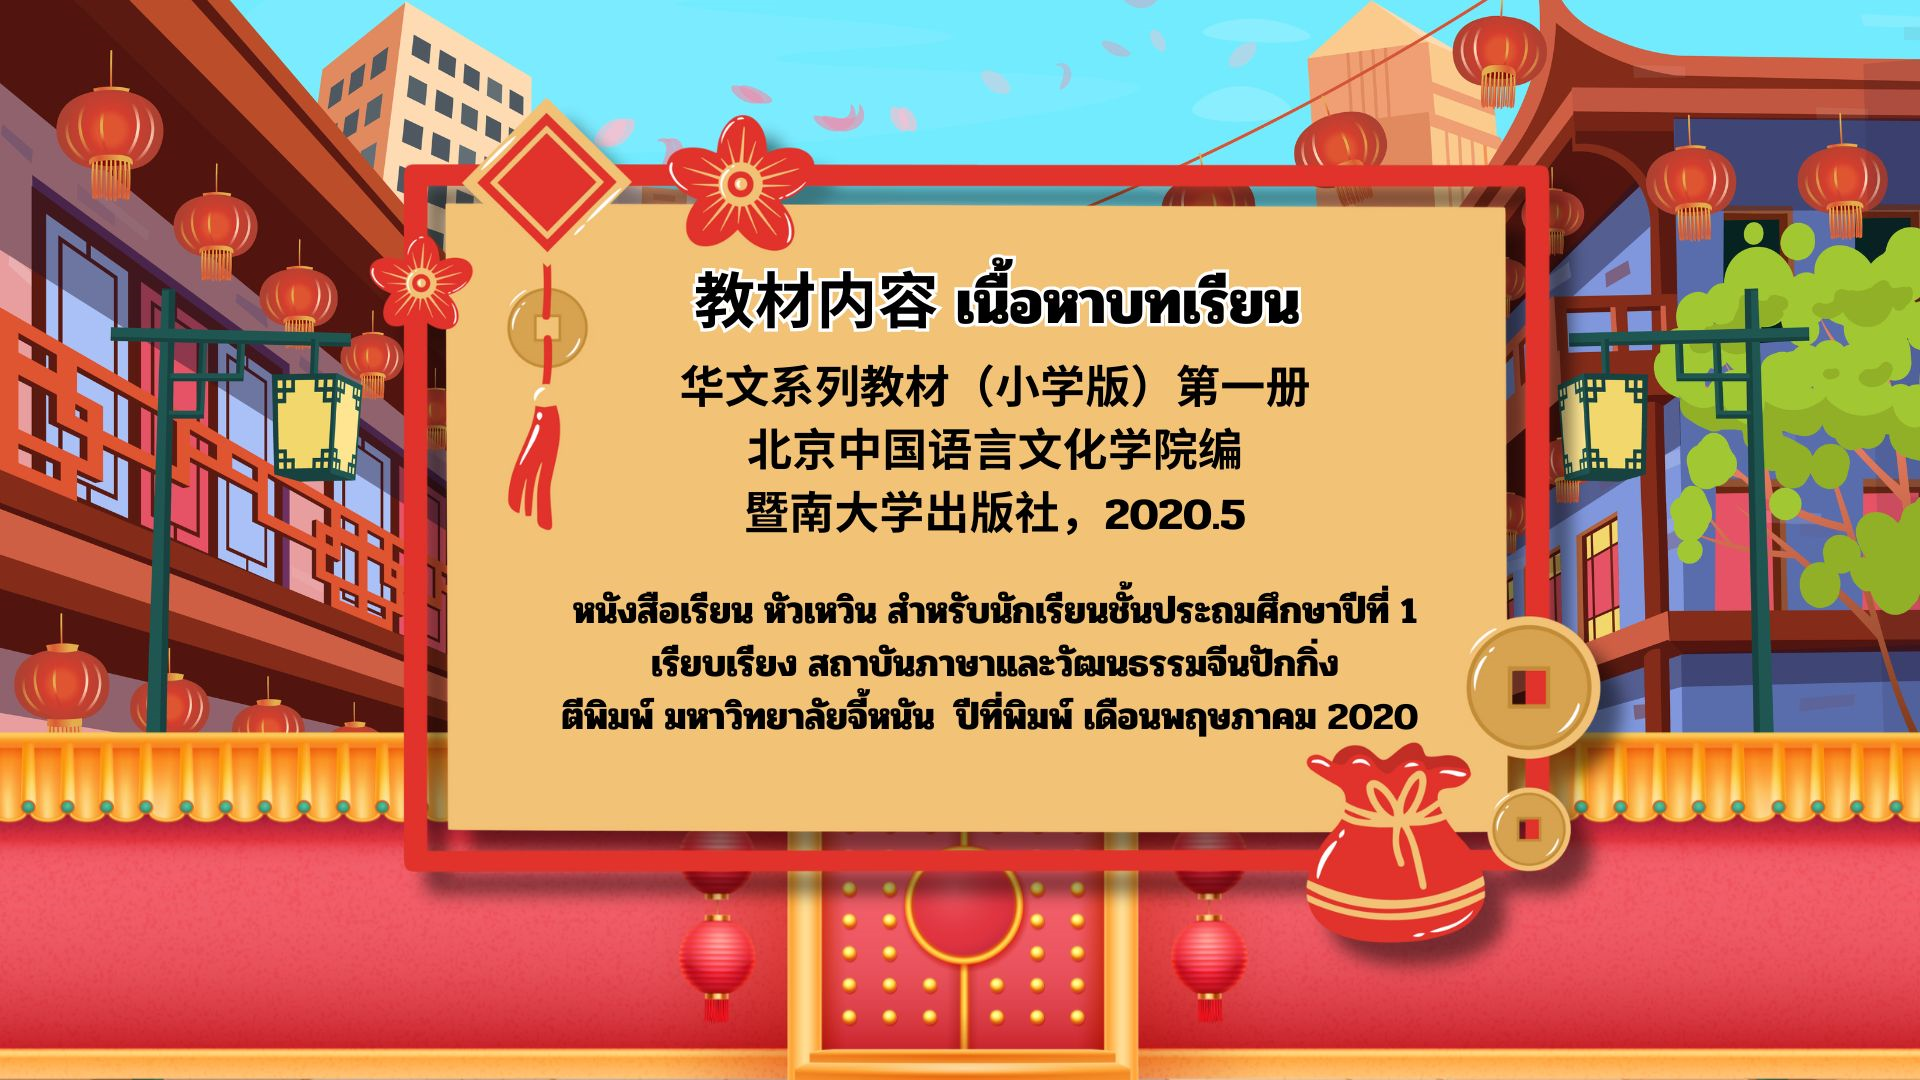 教材内容 เนื้อหาบทเรียน
华文系列教材（小学版）第一册
北京中国语言文化学院编
暨南大学出版社，2020.5
หนังสือเรียน หัวเหวิน สำหรับนักเรียนชั้นประถมศึกษาปีที่ 1
เรียบเรียง สถาบันภาษาและวัฒนธรรมจีนปักกิ่ง
ตีพิมพ์ มหาวิทยาลัยจี้หนัน ปีที่พิมพ์ เดือนพฤษภาคม 2020